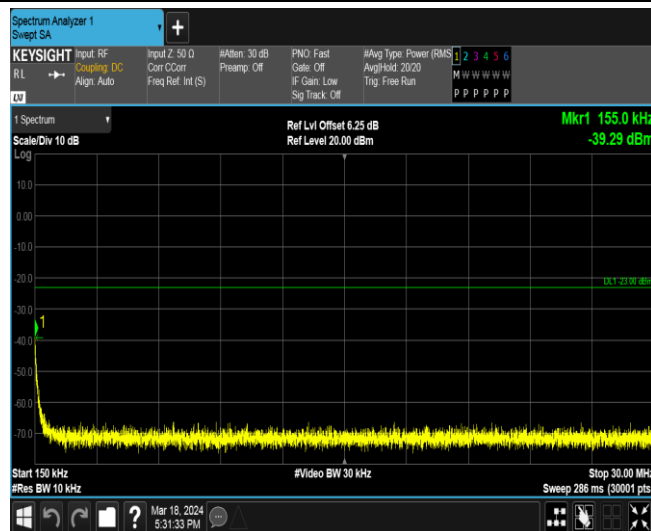 Spectrum Analyzer 1
Swept SA
+
KEYSIGHT
RL
LXI
Input: RF
Coupling: DC
Align: Auto
Input Z: 50 Ω
Corr CCorr
Freq Ref: Int (S)
#Atten: 30 dB
Preamp: Off
PNO: Fast
Gate: Off
IF Gain: Low
Sig Track: Off
#Avg Type: Power (RMS
Avg|Hold: 20/20
Trig: Free Run
1 2 3 4 5 6
M W W W W W
P P P P P P
1 Spectrum
Scale/Div 10 dB
Ref Lvl Offset 6.25 dB
Ref Level 20.00 dBm
Mkr1 155.0 kHz
-39.29 dBm
Log
10.0
0.00
-10.0
-20.0
-30.0
-40.0
-50.0
-60.0
-70.0
DL1 -23.00 dBm
1
Start 150 kHz
#Res BW 10 kHz
#Video BW 30 kHz
Stop 30.00 MHz
Sweep 286 ms (30001 pts
?
Mar 18, 2024
5:31:33 PM